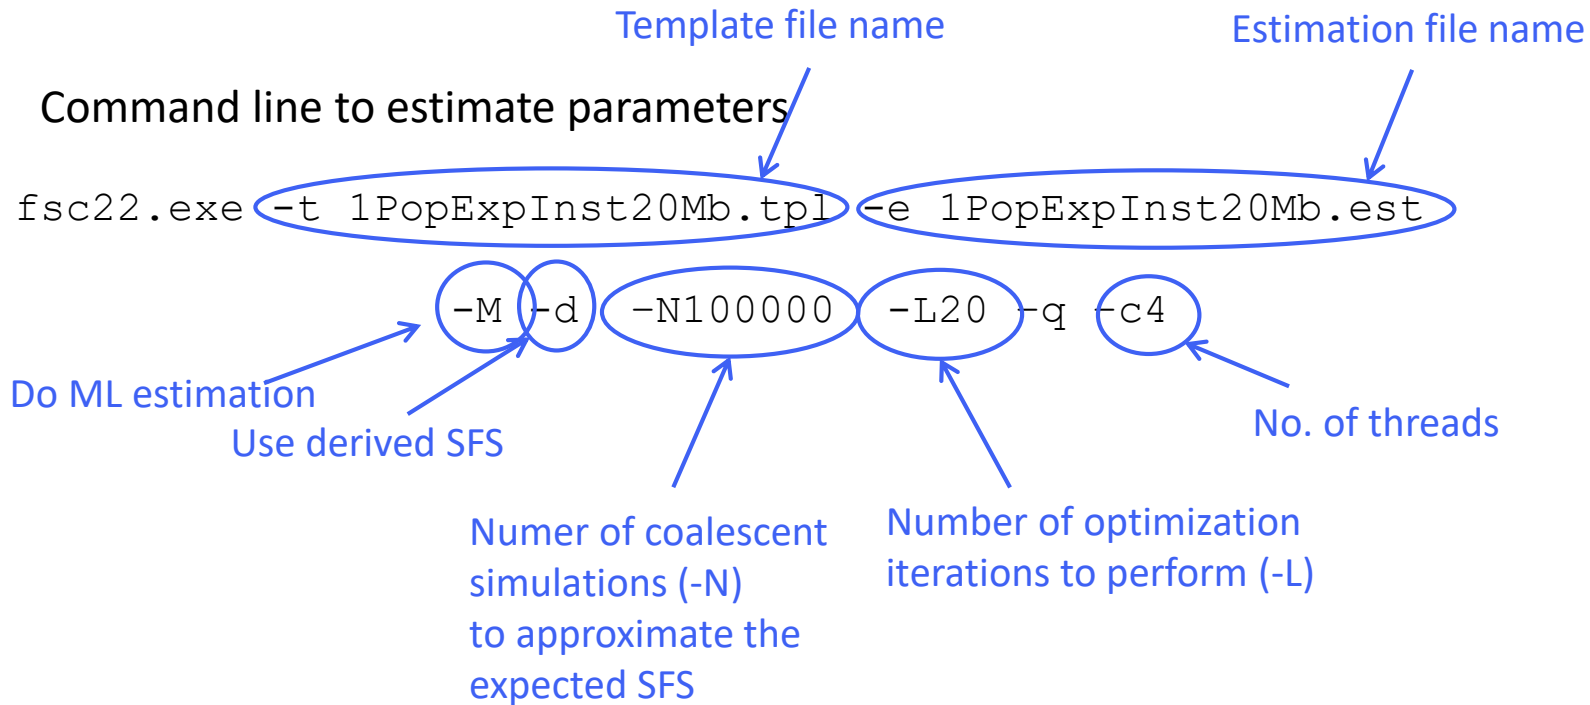 Template file name
Estimation file name
Command line to estimate parameters
fsc22.exe -t 1PopExpInst20Mb.tpl -e 1PopExpInst20Mb.est
-M -d -N100000 -L20 -q -c4
Do ML estimation
Use derived SFS
No. of threads
Numer of coalescent
simulations (-N)
to approximate the
expected SFS
Number of optimization
iterations to perform (-L)